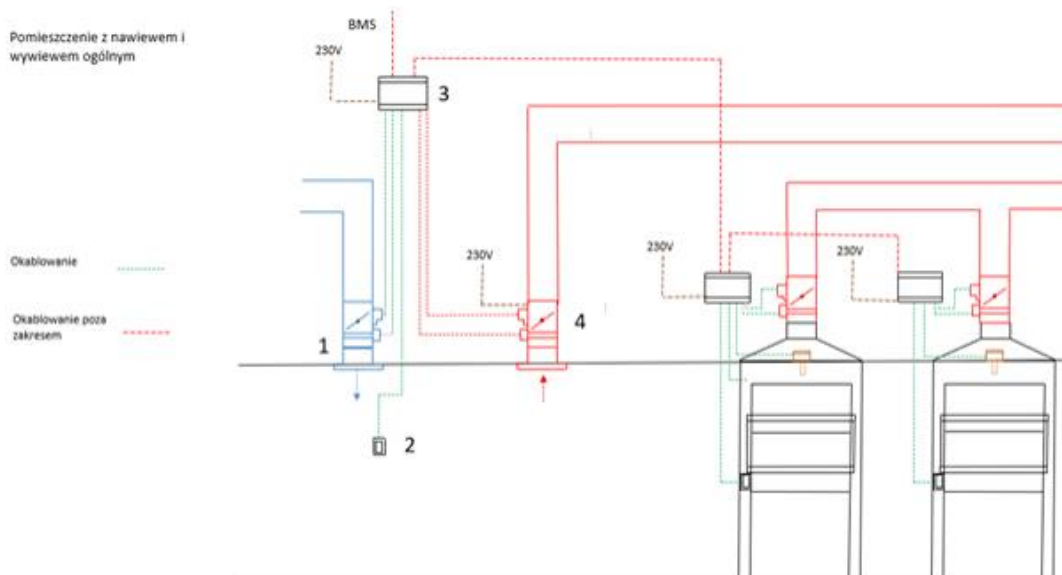 Pomieszczenie z nawiewem i
wywiewem ogólnym
BMS
230V
3
230V
230V
230V
Okablowanie
Okablowanie poza
zakresem
1
4
2